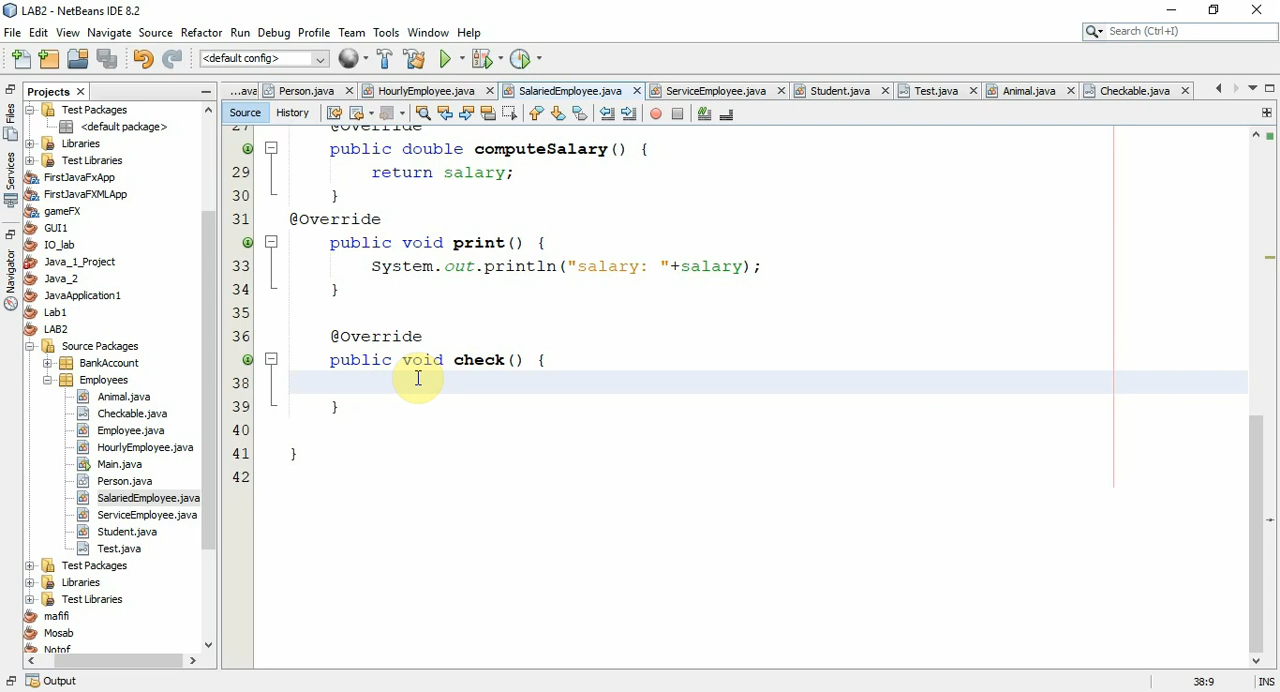 LAB2 - NetBeans IDE 8.2
File Edit View Navigate Source Refactor Run Debug Profile Team Tools Window Help
Search (Ctrl+I)
<default config>
Projects
...ava Person.java HourlyEmployee.java SalariedEmployee.java ServiceEmployee.java Student.java Test.java Animal.java Checkable.java
Source History
Files
Services
Navigator
Test Packages
<default package>
Libraries
Test Libraries
FirstJavaFxApp
FirstJavaFXMLApp
gameFX
GUI1
IO_lab
Java_1_Project
Java_2
JavaApplication1
Lab1
LAB2
Source Packages
BankAccount
Employees
Animal.java
Checkable.java
Employee.java
HourlyEmployee.java
Main.java
Person.java
SalariedEmployee.java
ServiceEmployee.java
Student.java
Test.java
Test Packages
Libraries
Test Libraries
mafifi
Mosab
Notof
27 @Override
public double computeSalary() {
29 return salary;
30 }
31 @Override
public void print() {
33 System.out.println("salary: "+salary);
34 }
35
36 @Override
public void check() {
38
39 }
40
41 }
42
Output
38:9 INS